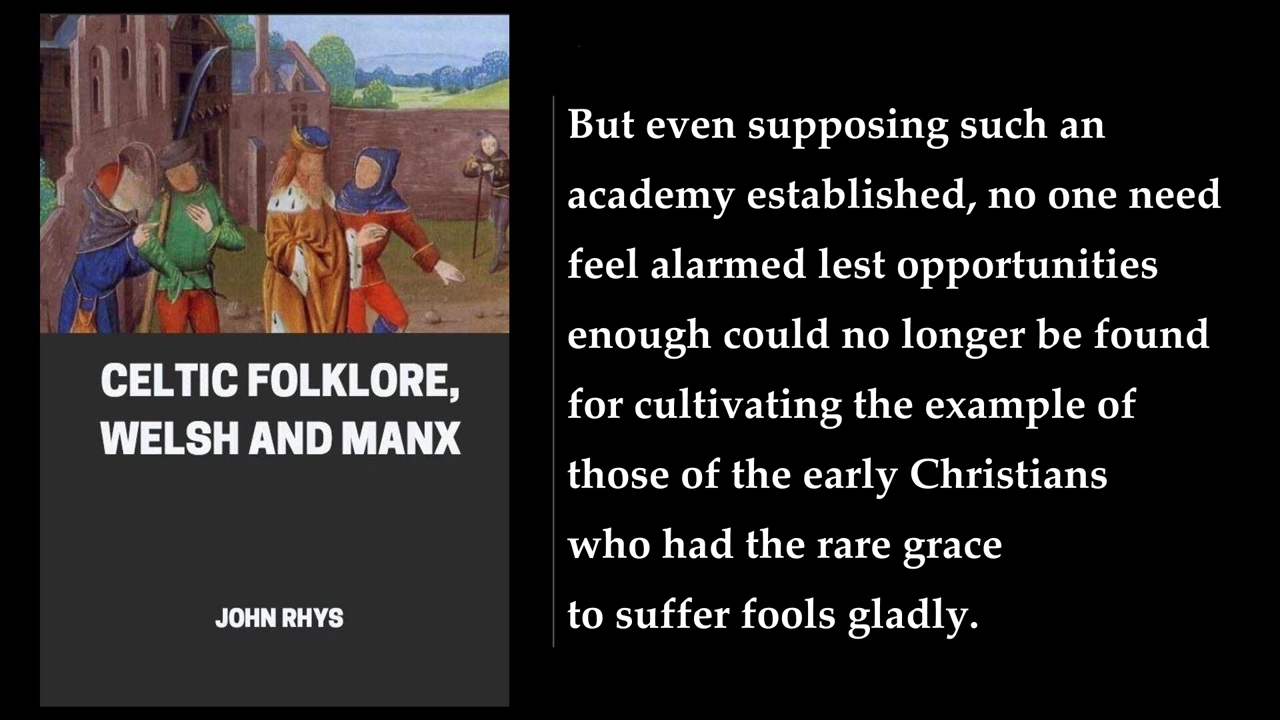 CELTIC FOLKLORE,
WELSH AND MANX
JOHN RHYS
But even supposing such an
academy established, no one need
feel alarmed lest opportunities
enough could no longer be found
for cultivating the example of
those of the early Christians
who had the rare grace
to suffer fools gladly.